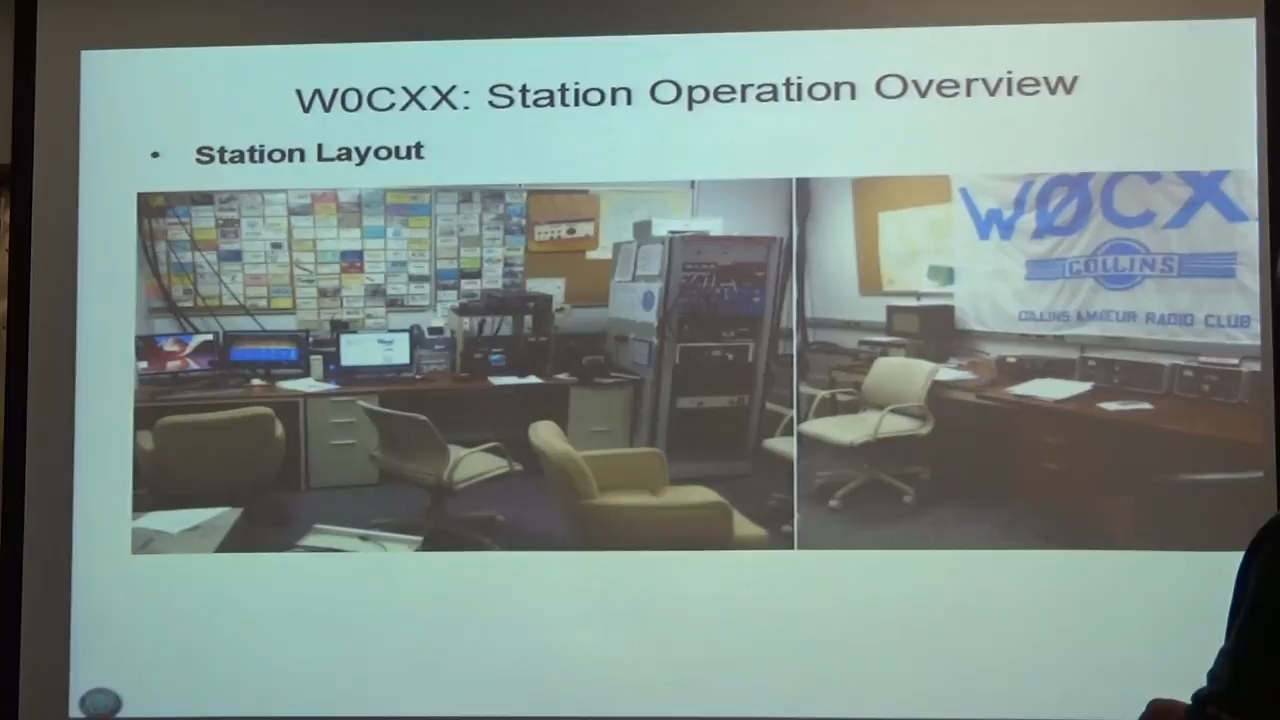 W0CXX: Station Operation Overview
• Station Layout
WØCX
COLLINS
COLLINS AMATEUR RADIO CLUB